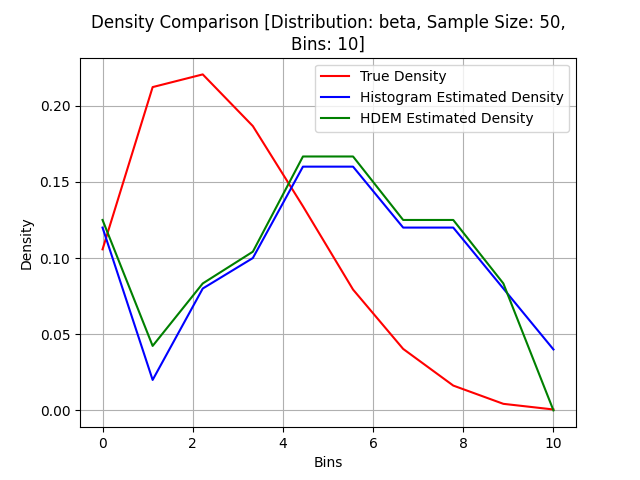 Density Comparison [Distribution: beta, Sample Size: 50,
Bins: 10]
True Density
Histogram Estimated Density
HDEM Estimated Density
Density
0.20
0.15
0.10
0.05
0.00
0 2 4 6 8 10
Bins